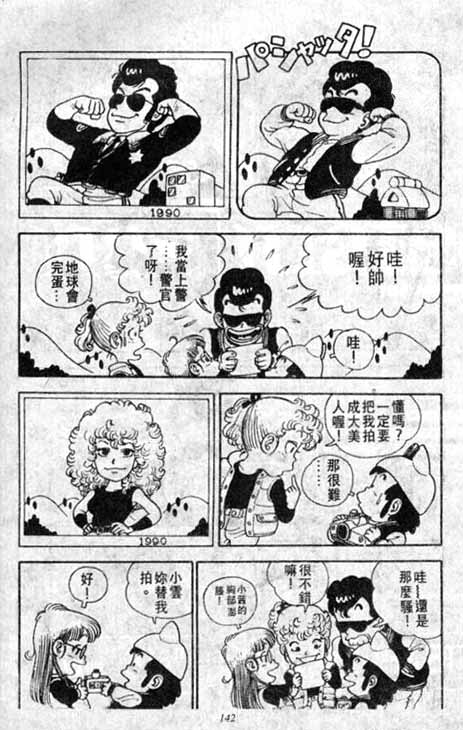 パシャッタ!
1990
哇!
好帥
喔!
哇!
我當上警
……警官
了呀!
地球會
完蛋…
懂嗎?
一定要
把我拍
成大美
人喔!
那很難
……
1990
小雲
妳替我
拍。
好!
哇—還是
那麼騷!
很不錯
嘛!
小茜的
胸部澎
142